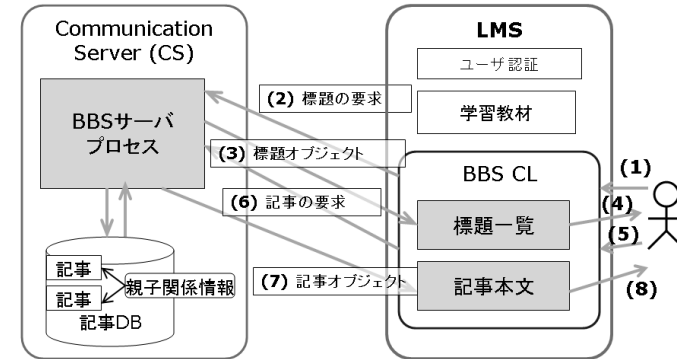 Communication
Server (CS)
BBSサーバ
プロセス
記事
記事
親子関係情報
記事DB
(2) 標題の要求
(3) 標題オブジェクト
(6) 記事の要求
(7) 記事オブジェクト
LMS
ユーザ認証
学習教材
BBS CL
標題一覧
記事本文
(1)
(4)
(5)
(8)